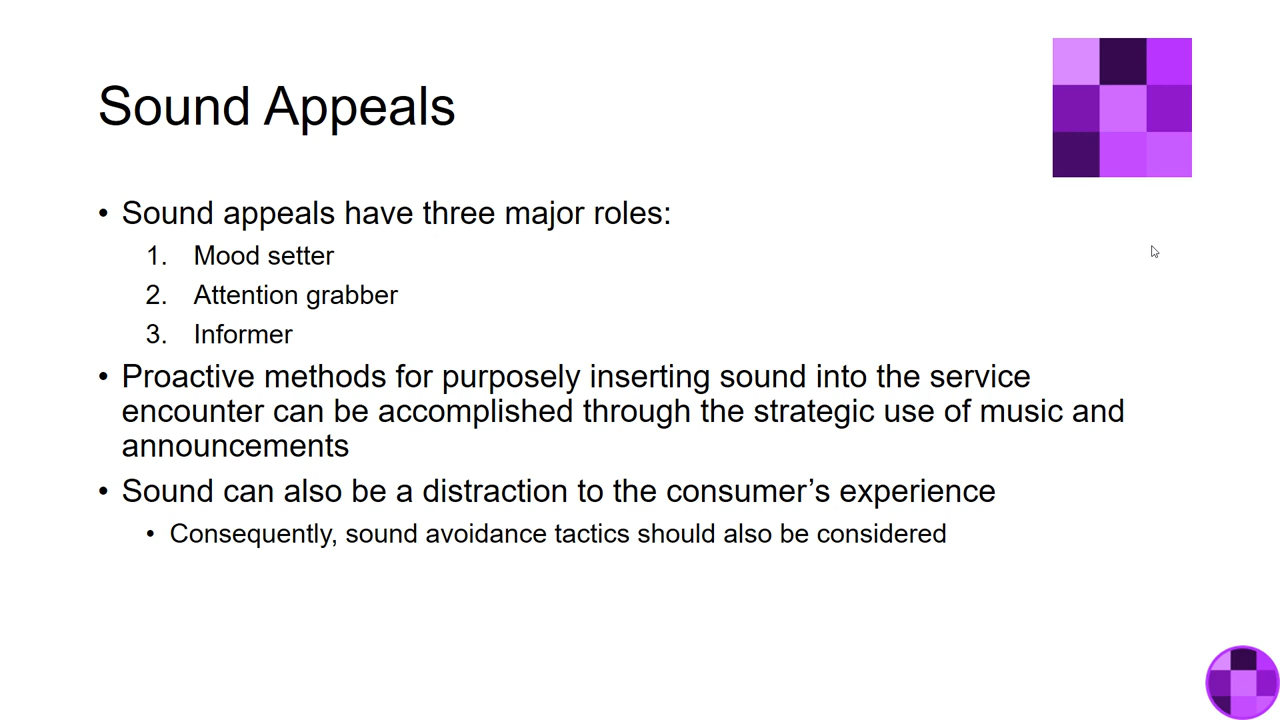 Sound Appeals
• Sound appeals have three major roles:
1. Mood setter
2. Attention grabber
3. Informer
• Proactive methods for purposely inserting sound into the service
encounter can be accomplished through the strategic use of music and
announcements
• Sound can also be a distraction to the consumer’s experience
• Consequently, sound avoidance tactics should also be considered